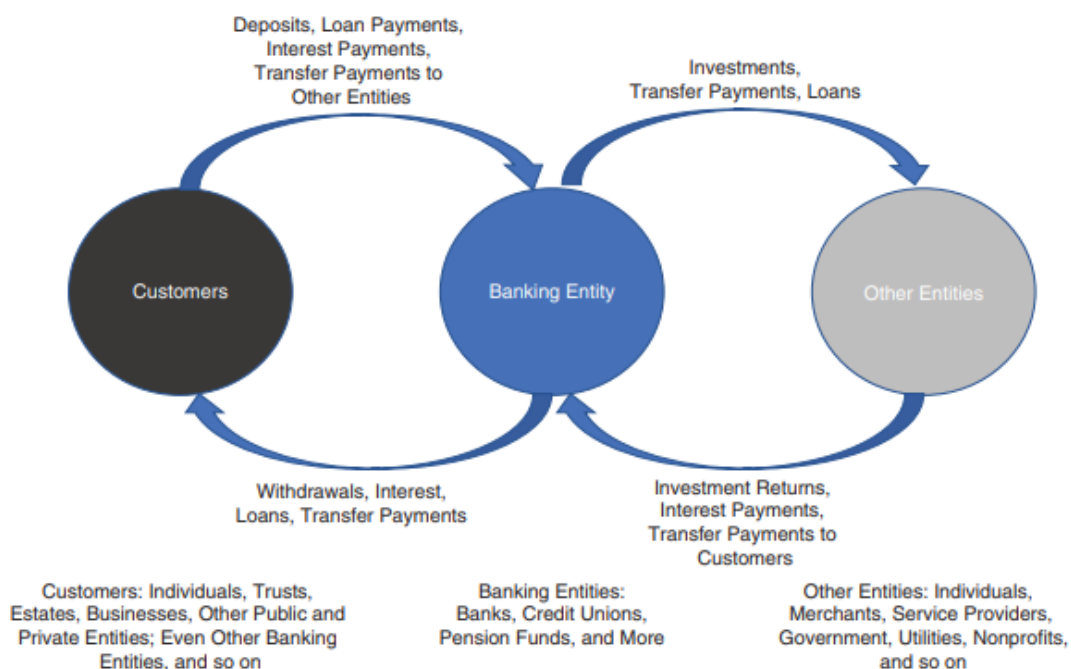 Deposits, Loan Payments,
Interest Payments,
Transfer Payments to
Other Entities
Investments,
Transfer Payments, Loans
Customers
Banking Entity
Other Entities
Withdrawals, Interest,
Loans, Transfer Payments
Investment Returns,
Interest Payments,
Transfer Payments to
Customers
Customers: Individuals, Trusts,
Estates, Businesses, Other Public and
Private Entities; Even Other Banking
Entities, and so on
Banking Entities:
Banks, Credit Unions,
Pension Funds, and More
Other Entities: Individuals,
Merchants, Service Providers,
Government, Utilities, Nonprofits,
and so on